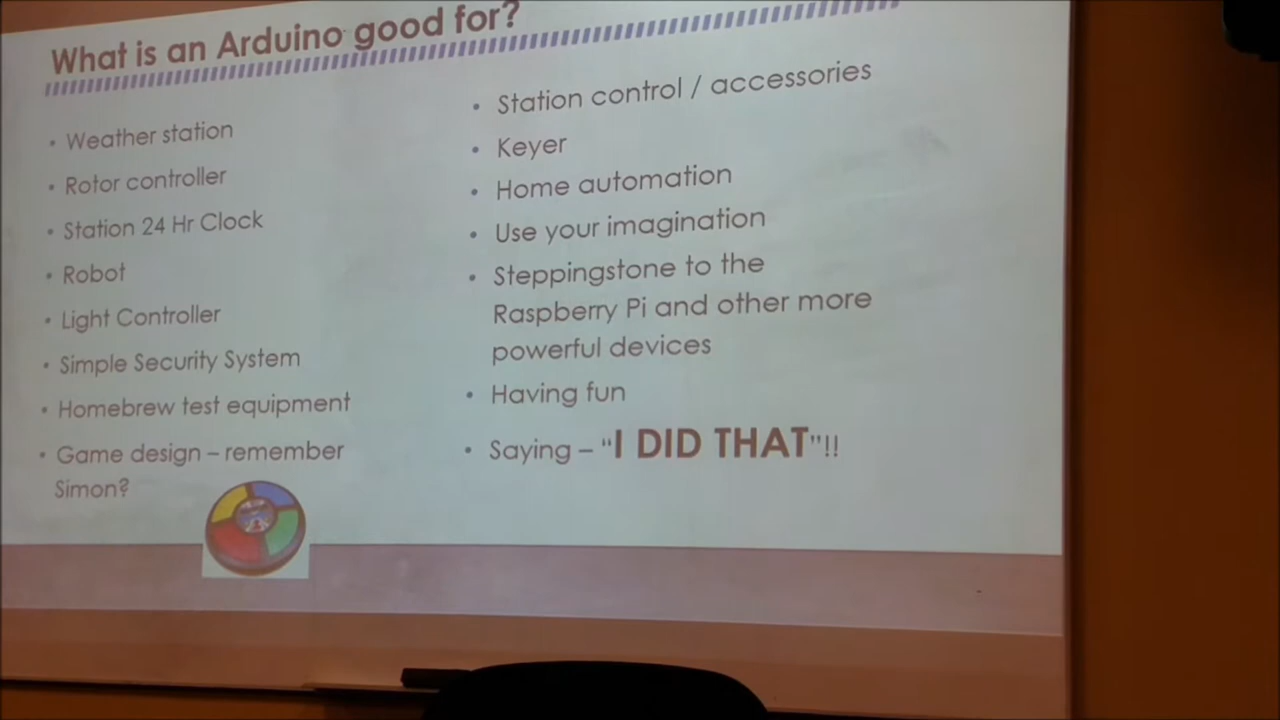 What is an Arduino good for?
• Weather station
• Rotor controller
• Station 24 Hr Clock
• Robot
• Light Controller
• Simple Security System
• Homebrew test equipment
• Game design – remember
Simon?
• Station control / accessories
• Keyer
• Home automation
• Use your imagination
• Steppingstone to the
Raspberry Pi and other more
powerful devices
• Having fun
• Saying – “I DID THAT”!!